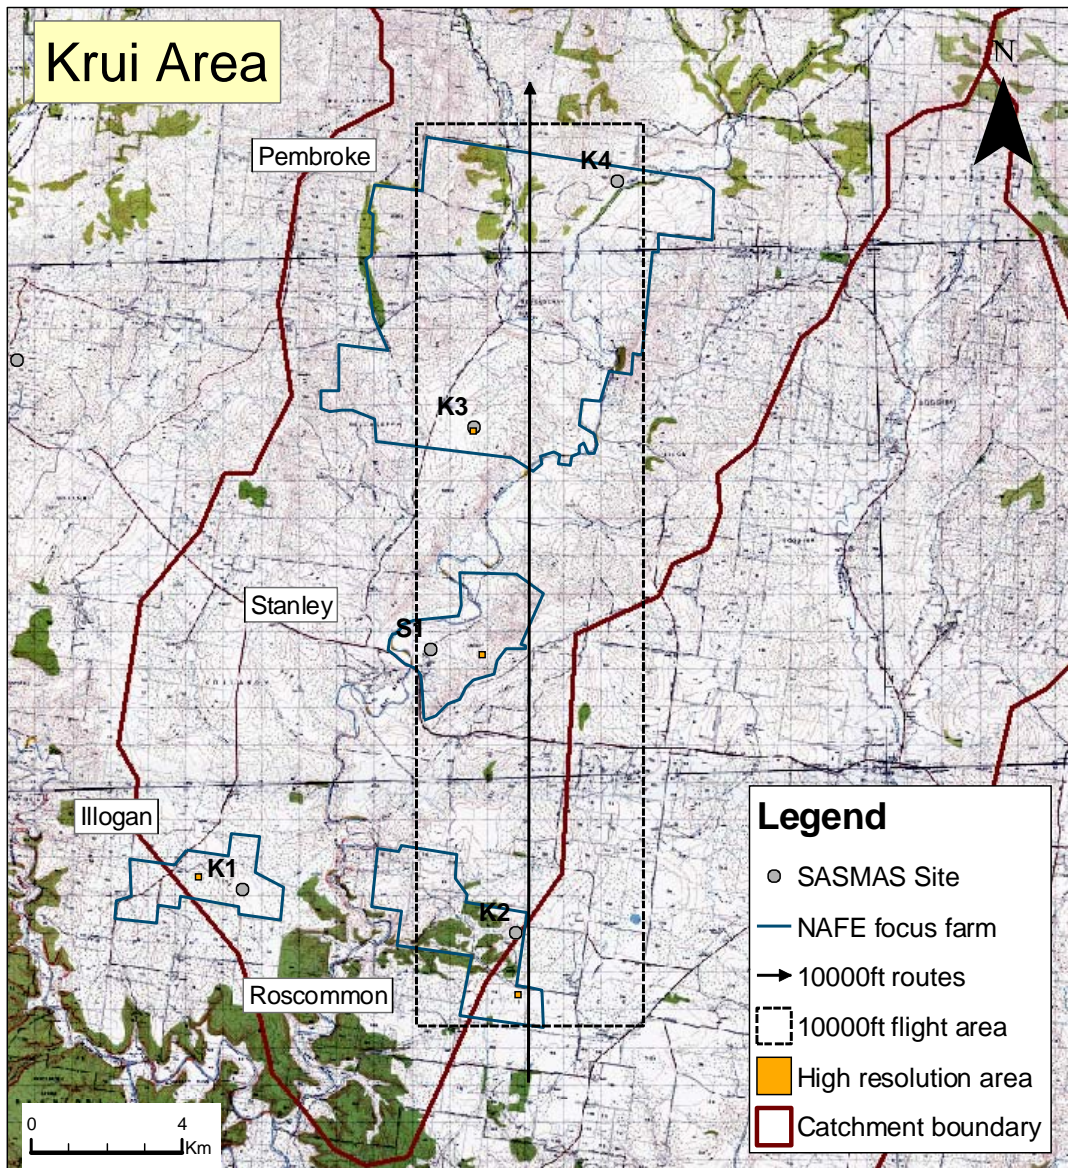 Krui Area
N
Pembroke
K4
K3
Stanley
S1
Illogan
K1
K2
Roscommon
Legend
SASMAS Site
NAFE focus farm
10000ft routes
10000ft flight area
High resolution area
Catchment boundary
0 4
Km